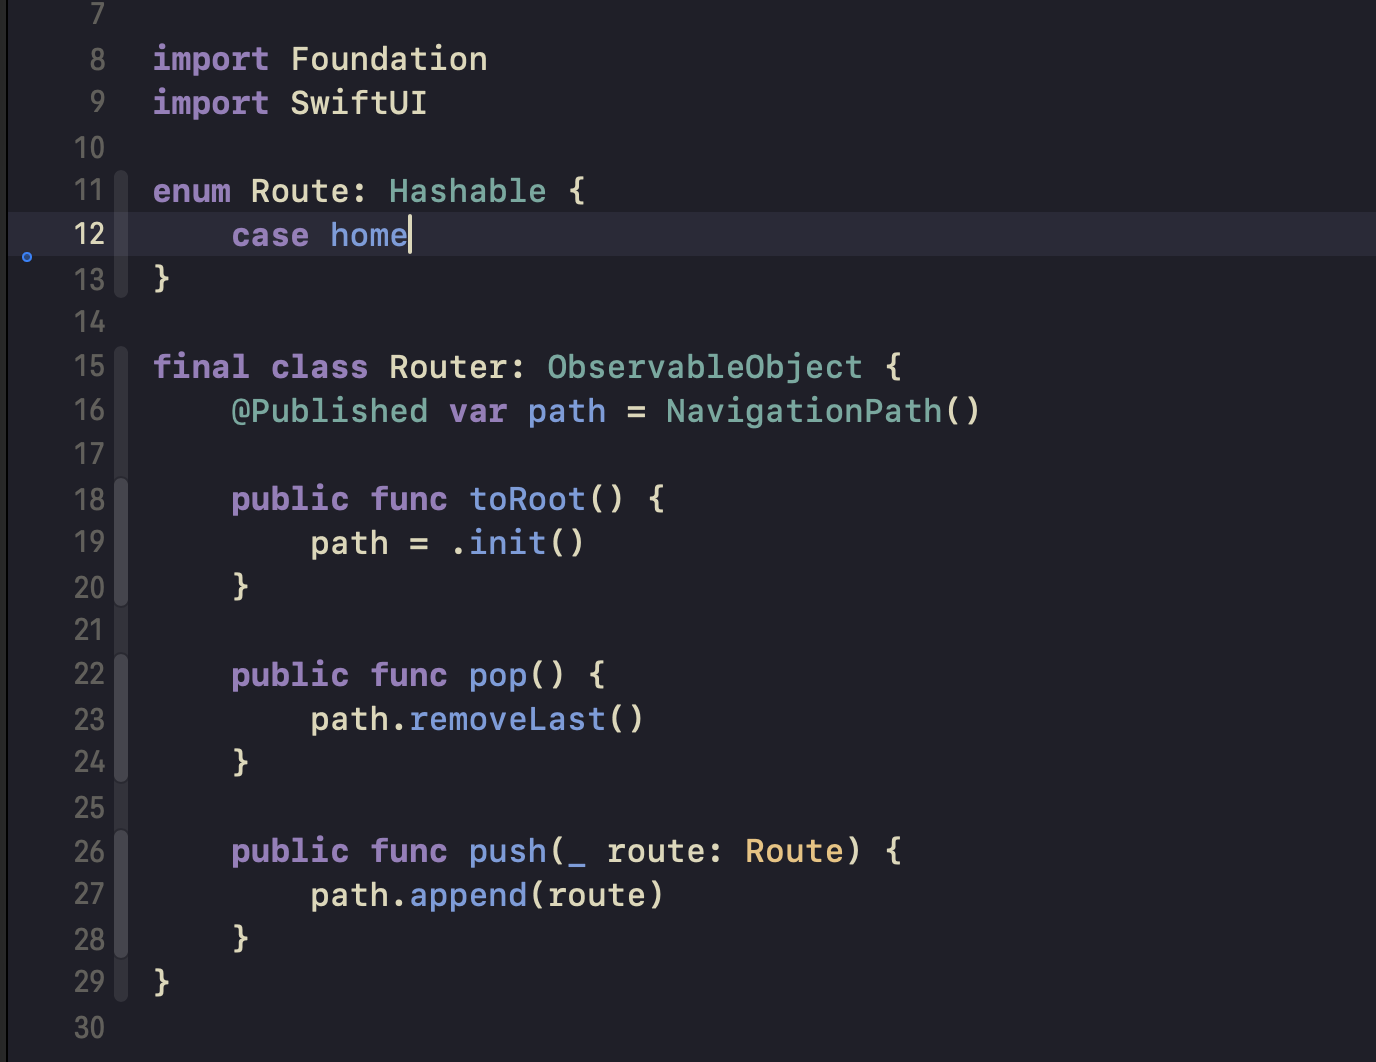 7
8 import Foundation
9 import SwiftUI
10
11 enum Route: Hashable {
12     case home
13 }
14
15 final class Router: ObservableObject {
16     @Published var path = NavigationPath()
17
18     public func toRoot() {
19         path = .init()
20     }
21
22     public func pop() {
23         path.removeLast()
24     }
25
26     public func push(_ route: Route) {
27         path.append(route)
28     }
29 }
30